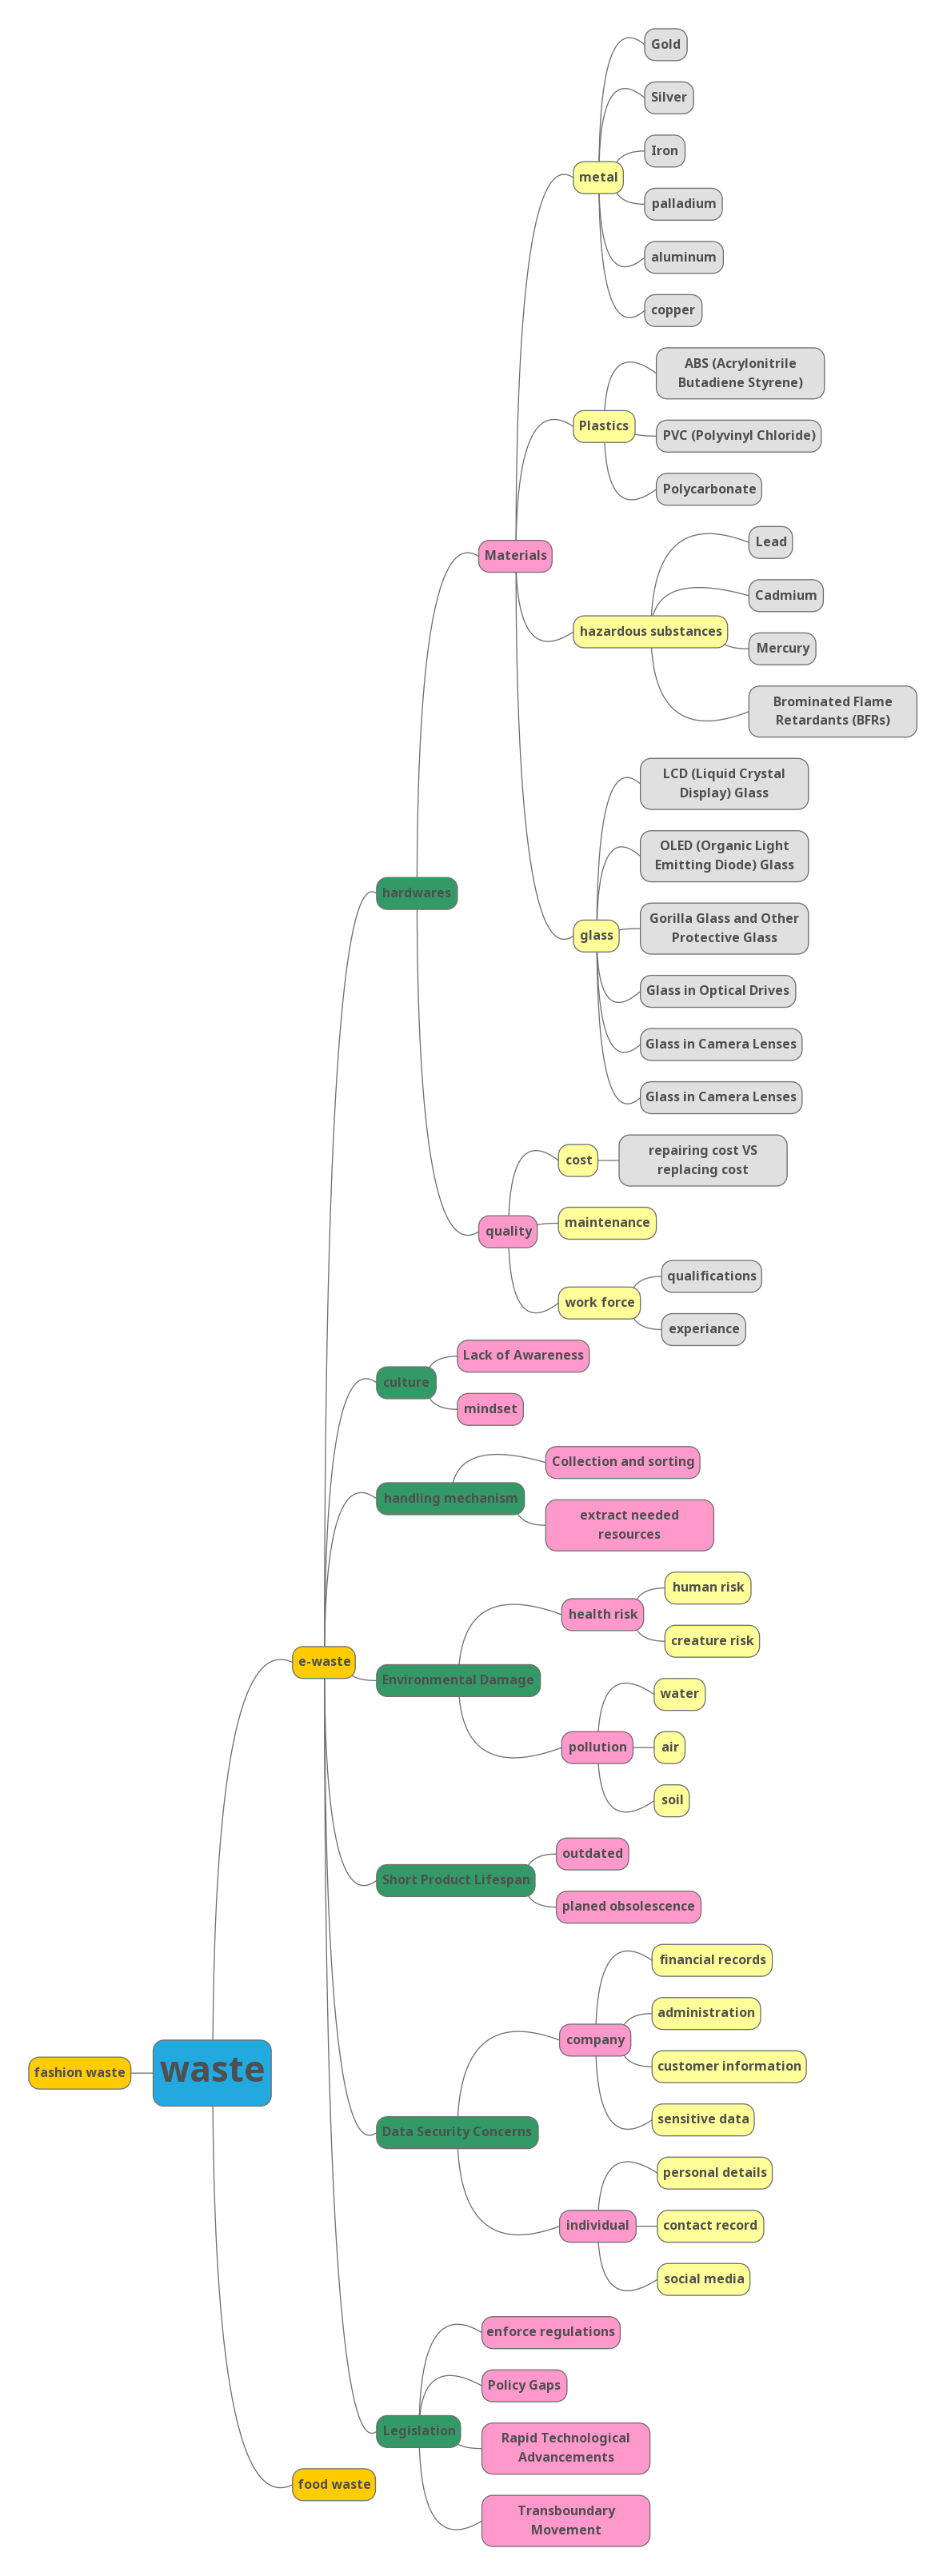 Gold
Silver
Iron
metal
palladium
aluminum
copper
ABS (Acrylonitrile
Butadiene Styrene)
Plastics
PVC (Polyvinyl Chloride)
Polycarbonate
Materials
Lead
Cadmium
hazardous substances
Mercury
Brominated Flame
Retardants (BFRs)
LCD (Liquid Crystal
Display) Glass
OLED (Organic Light
Emitting Diode) Glass
hardwares
Gorilla Glass and Other
Protective Glass
glass
Glass in Optical Drives
Glass in Camera Lenses
Glass in Camera Lenses
cost
repairing cost VS
replacing cost
quality
maintenance
work force
qualifications
experiance
culture
Lack of Awareness
mindset
handling mechanism
Collection and sorting
extract needed
resources
health risk
human risk
creature risk
e-waste
Environmental Damage
water
pollution
air
soil
Short Product Lifespan
outdated
planed obsolescence
financial records
company
administration
customer information
fashion waste
waste
sensitive data
Data Security Concerns
personal details
individual
contact record
social media
enforce regulations
Policy Gaps
Legislation
Rapid Technological
Advancements
food waste
Transboundary
Movement